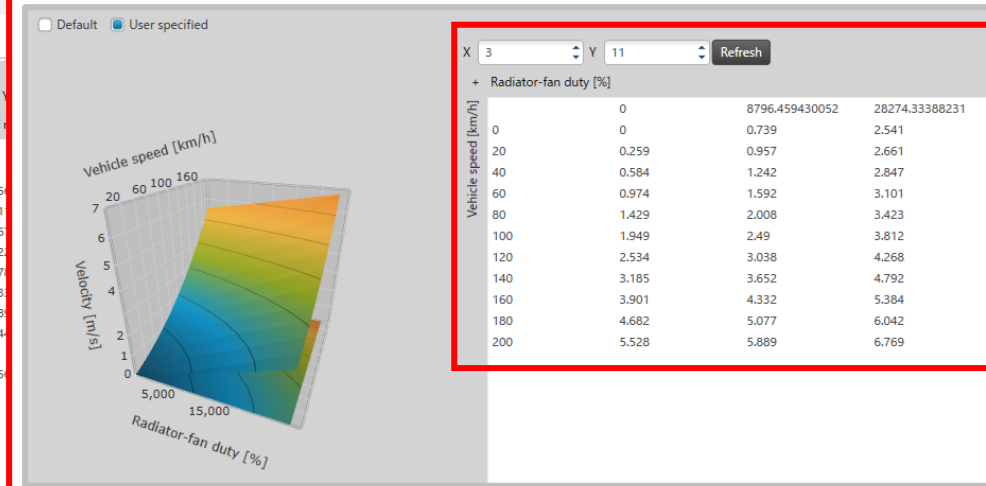 Default User specified
X 3 Y 11 Refresh
+ Radiator-fan duty [%]
Vehicle speed [km/h]
0 8796.459430052 28274.33388231
0 0 0.739 2.541
20 0.259 0.957 2.661
40 0.584 1.242 2.847
60 0.974 1.592 3.101
80 1.429 2.008 3.423
100 1.949 2.49 3.812
120 2.534 3.038 4.268
140 3.185 3.652 4.792
160 3.901 4.332 5.384
180 4.682 5.077 6.042
200 5.528 5.889 6.769
Vehicle speed [km/h]
20 60 100 160
7
6
5
4
2
1
0
Velocity [m/s]
5,000
15,000
Radiator-fan duty [%]